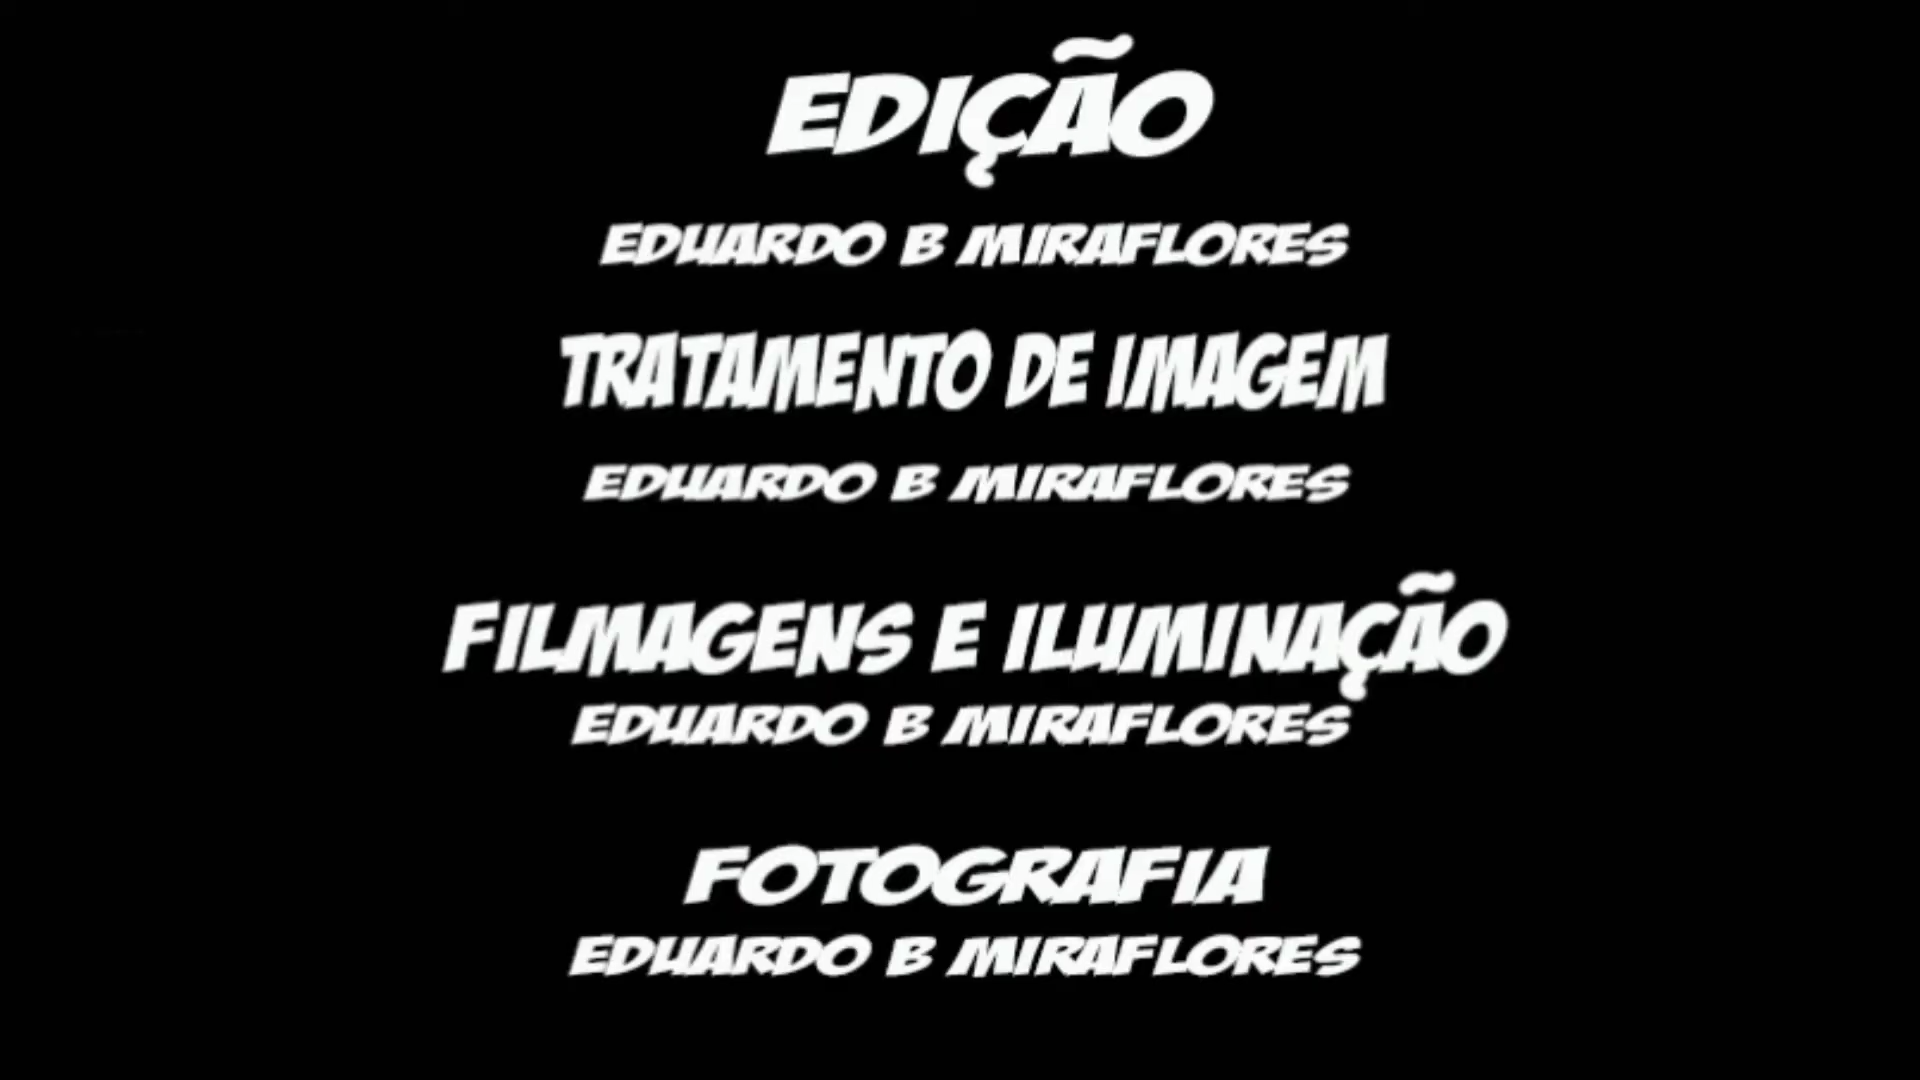 EDIÇÃO
EDUARDO B MIRAFLORES
TRATAMENTO DE IMAGEM
EDUARDO B MIRAFLORES
FILMAGENS E ILUMINAÇÃO
EDUARDO B MIRAFLORES
FOTOGRAFIA
EDUARDO B MIRAFLORES